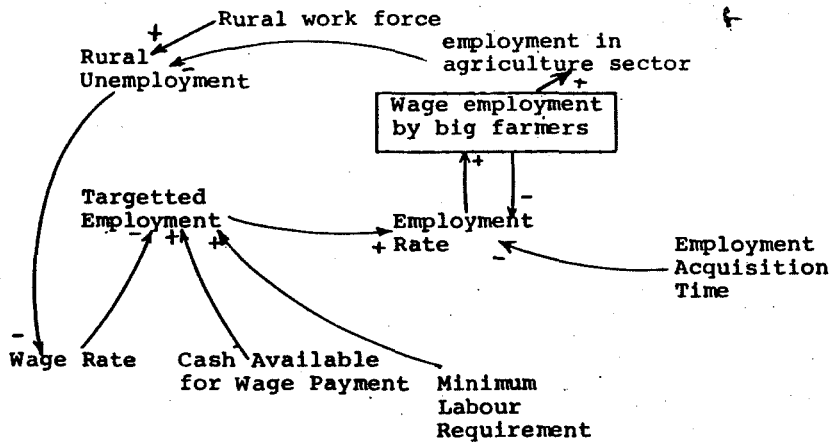 Rural work force
+
Rural
Unemployment
-
employment in
agriculture sector
+
Wage employment
by big farmers
+
-
Targetted
Employment
- + +
Employment
Rate
+
-
Employment
Acquisition
Time
-
Wage Rate
Cash Available
for Wage Payment
Minimum
Labour
Requirement